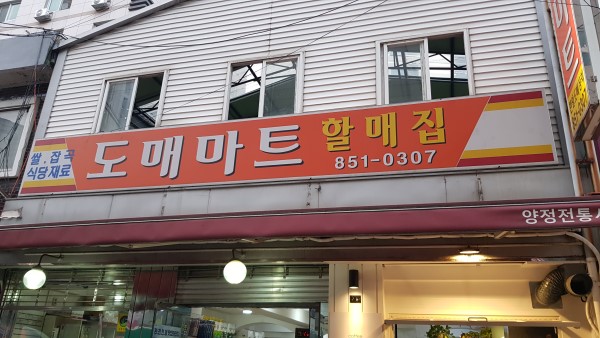 쌀, 잡곡
식당재료
도매마트 할매집
851-0307
양정전통시